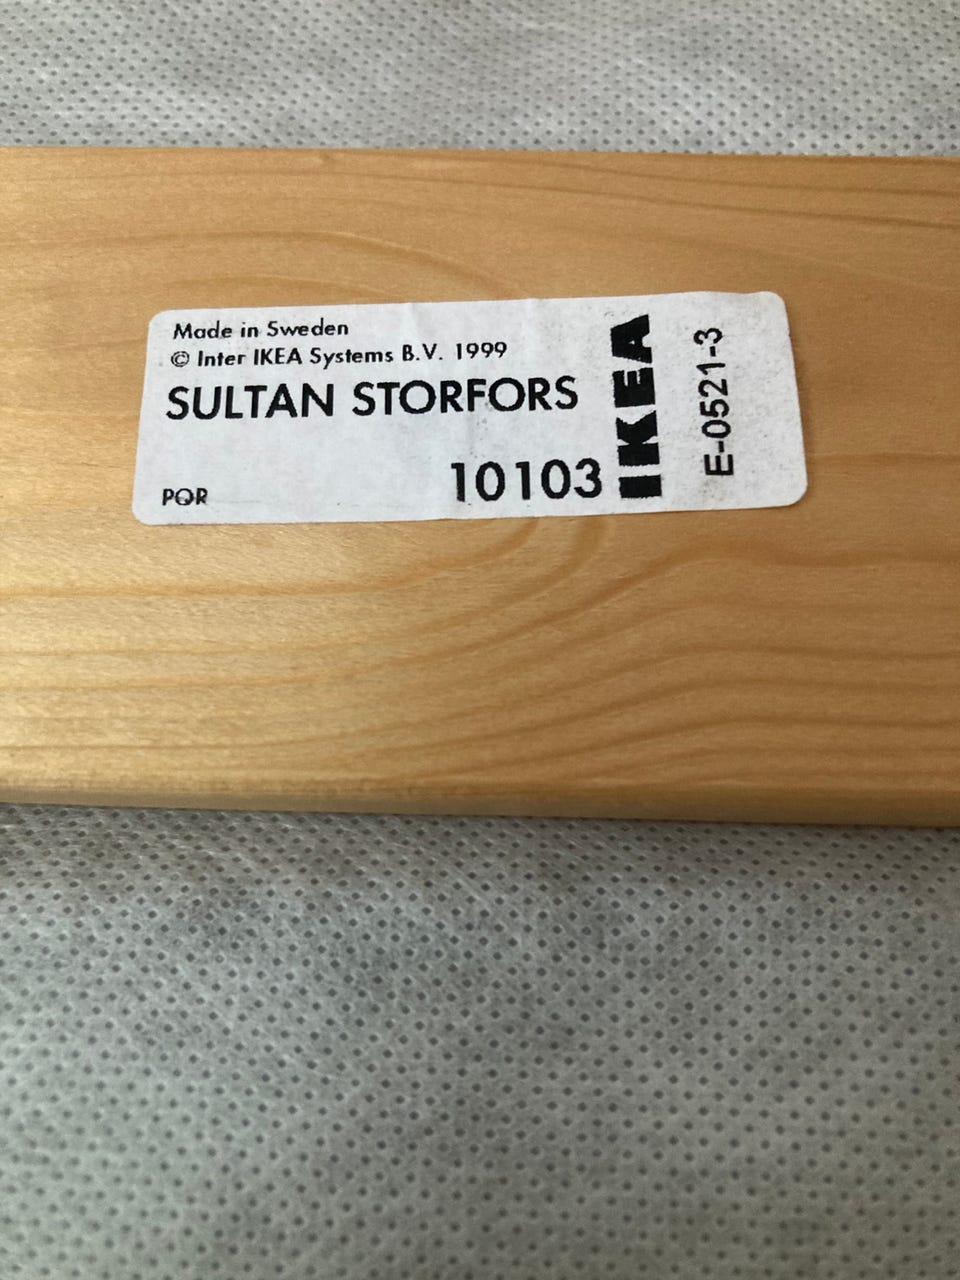 Made in Sweden
© Inter IKEA Systems B.V. 1999
SULTAN STORFORS
10103
PQR
IKEA
E-0521-3